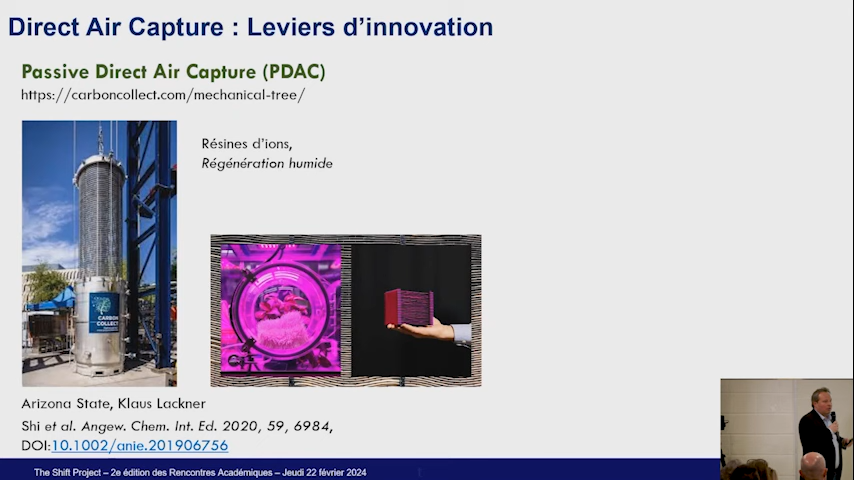 Direct Air Capture : Leviers d’innovation
Passive Direct Air Capture (PDAC)
https://carboncollect.com/mechanical-tree/
Résines d’ions,
Régénération humide
CARBON
COLLECT
Arizona State, Klaus Lackner
Shi et al. Angew. Chem. Int. Ed. 2020, 59, 6984,
DOI:10.1002/anie.201906756
The Shift Project – 2e édition des Rencontres Académiques – Jeudi 22 février 2024